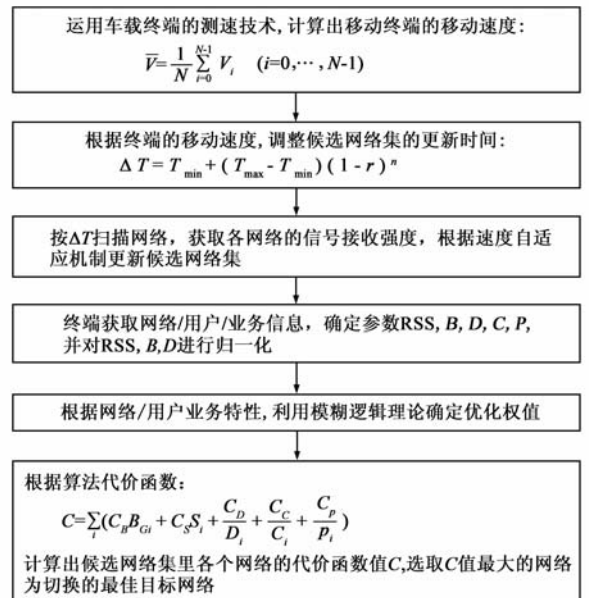 运用车载终端的测速技术,计算出移动终端的移动速度:
V̅=1/N ∑_{i=0}^{N-1} V_i (i=0,⋯, N-1)
根据终端的移动速度,调整候选网络集的更新时间:
Δ T = T_min + ( T_max - T_min ) ( 1 - r )^n
按ΔT扫描网络，获取各网络的信号接收强度，根据速度自适
应机制更新候选网络集
终端获取网络/用户/业务信息，确定参数RSS, B, D, C, P,
并对RSS, B,D进行归一化
根据网络/用户业务特性,利用模糊逻辑理论确定优化权值
根据算法代价函数:
C=∑_i(C_B B_Gi + C_S S_i + C_D/D_i + C_C/C_i + C_p/p_i)
计算出候选网络集里各个网络的代价函数值C,选取C值最大的网络
为切换的最佳目标网络